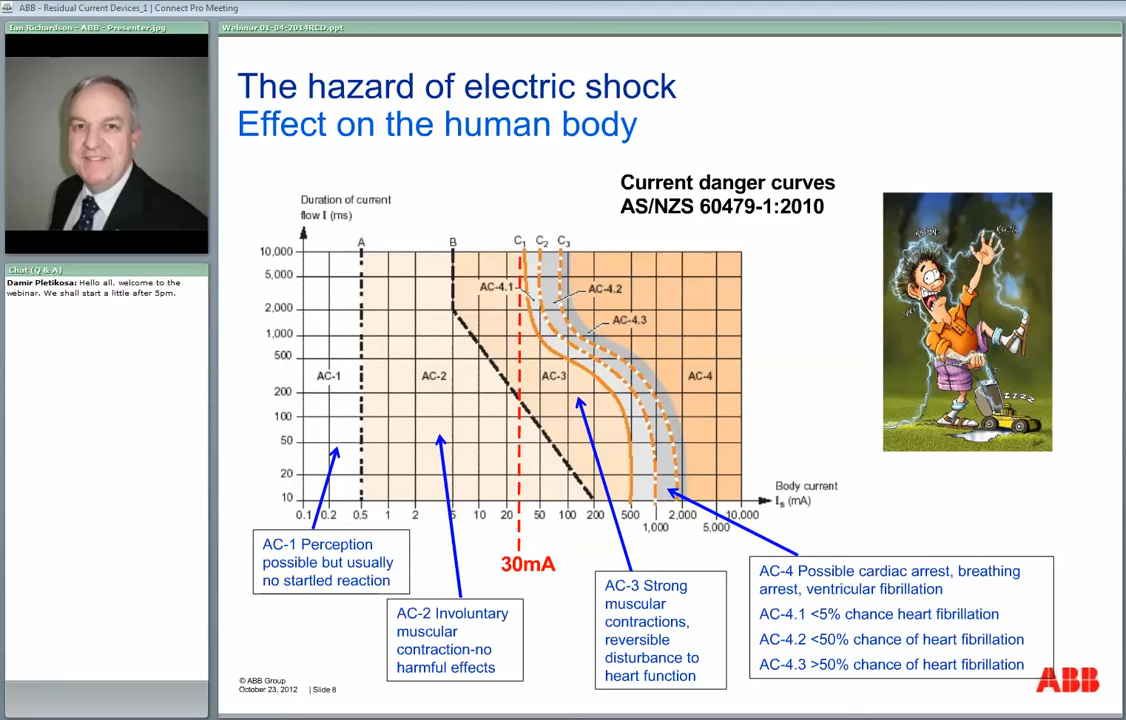 ABB - Residual Current Devices_1 | Connect Pro Meeting
Ian Richardson - ABB - Presenter.jpg
Webinar 01-04-2014RCD.ppt
The hazard of electric shock
Effect on the human body
Current danger curves
AS/NZS 60479-1:2010
Chat (Q & A)
Damir Pletikosa: Hello all, welcome to the
webinar. We shall start a little after 5pm.
Duration of current
flow I (ms)
A
B
C1
C2
C3
10,000
5,000
2,000
1,000
500
200
100
50
20
10
AC-4.1
AC-4.2
AC-4.3
AC-1
AC-2
AC-3
AC-4
Body current
Is (mA)
0.1 0.2 0.5 1 2 5 10 20 50 100 200 500 1,000 2,000 5,000 10,000
30mA
AC-1 Perception
possible but usually
no startled reaction
AC-2 Involuntary
muscular
contraction-no
harmful effects
AC-3 Strong
muscular
contractions,
reversible
disturbance to
heart function
AC-4 Possible cardiac arrest, breathing
arrest, ventricular fibrillation
AC-4.1 <5% chance heart fibrillation
AC-4.2 <50% chance of heart fibrillation
AC-4.3 >50% chance of heart fibrillation
ZZZZ
© ABB Group
October 23, 2012 | Slide 8
ABB